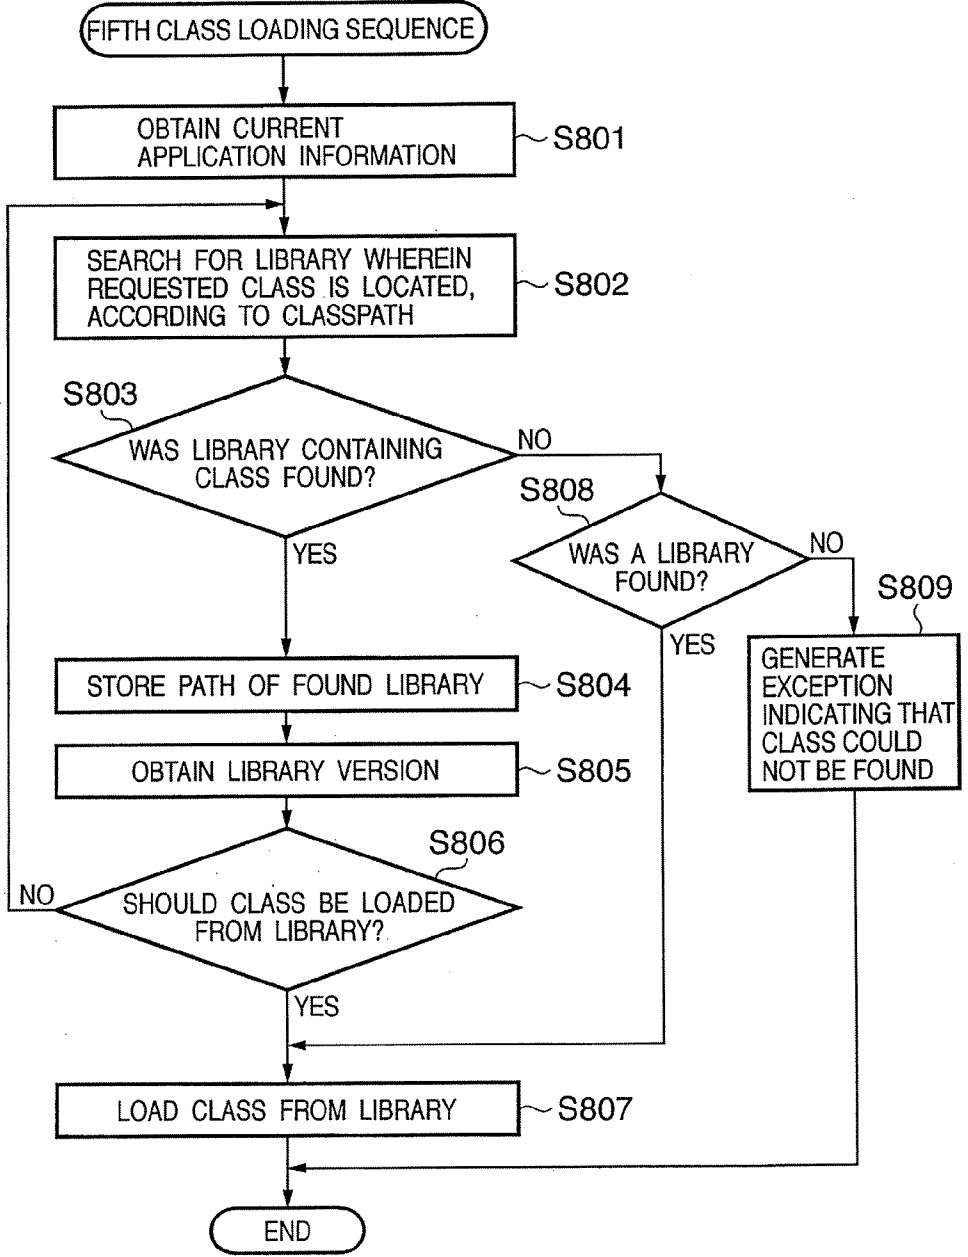 FIFTH CLASS LOADING SEQUENCE
OBTAIN CURRENT
APPLICATION INFORMATION
S801
SEARCH FOR LIBRARY WHEREIN
REQUESTED CLASS IS LOCATED,
ACCORDING TO CLASSPATH
S802
S803
WAS LIBRARY CONTAINING
CLASS FOUND?
NO
YES
S808
WAS A LIBRARY
FOUND?
NO
YES
S809
GENERATE
EXCEPTION
INDICATING THAT
CLASS COULD
NOT BE FOUND
STORE PATH OF FOUND LIBRARY
S804
OBTAIN LIBRARY VERSION
S805
S806
SHOULD CLASS BE LOADED
FROM LIBRARY?
NO
YES
LOAD CLASS FROM LIBRARY
S807
END